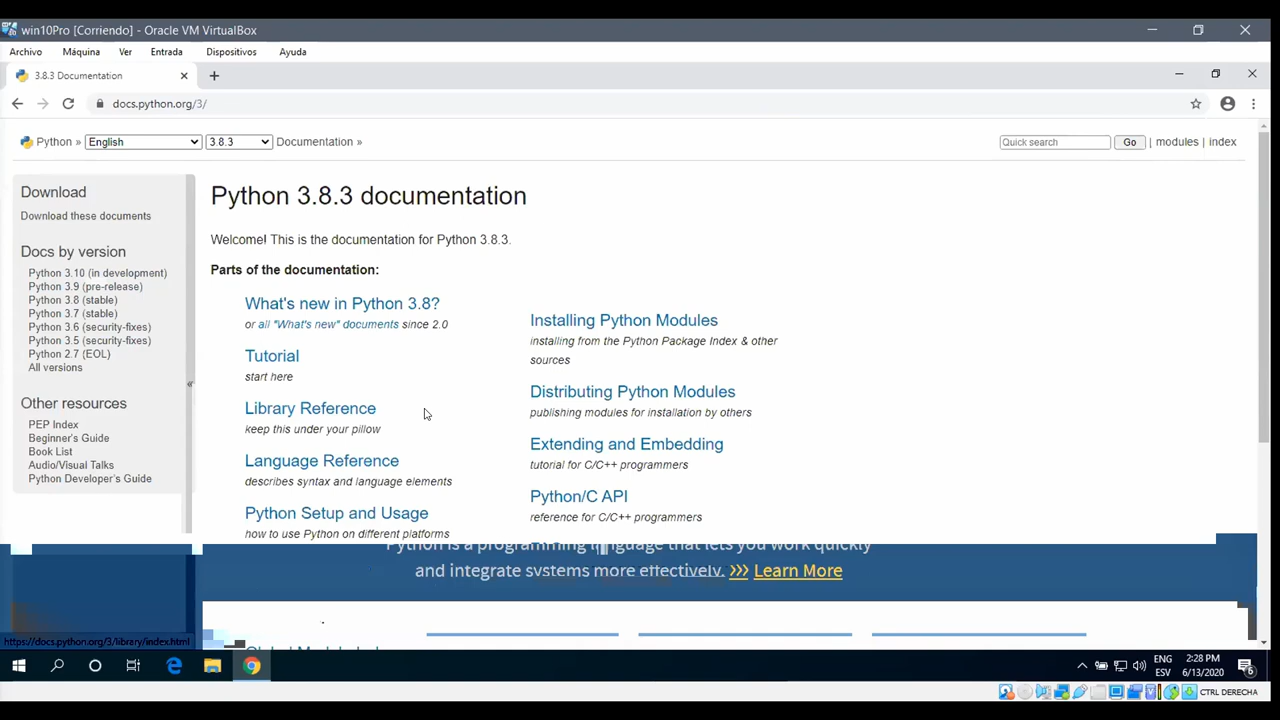 win10Pro [Corriendo] - Oracle VM VirtualBox
Archivo Máquina Ver Entrada Dispositivos Ayuda
3.8.3 Documentation
docs.python.org/3/
Python » English 3.8.3 Documentation » Quick search Go | modules | index
Download
Download these documents
Docs by version
Python 3.10 (in development)
Python 3.9 (pre-release)
Python 3.8 (stable)
Python 3.7 (stable)
Python 3.6 (security-fixes)
Python 3.5 (security-fixes)
Python 2.7 (EOL)
All versions
Other resources
PEP Index
Beginner's Guide
Book List
Audio/Visual Talks
Python Developer's Guide
Python 3.8.3 documentation
Welcome! This is the documentation for Python 3.8.3.
Parts of the documentation:
What's new in Python 3.8?
or all "What's new" documents since 2.0
Tutorial
start here
Library Reference
keep this under your pillow
Language Reference
describes syntax and language elements
Python Setup and Usage
how to use Python on different platforms
Installing Python Modules
installing from the Python Package Index & other
sources
Distributing Python Modules
publishing modules for installation by others
Extending and Embedding
tutorial for C/C++ programmers
Python/C API
reference for C/C++ programmers
Python is a programming language that lets you work quickly
and integrate systems more effectively. >>> Learn More
https://docs.python.org/3/library/index.html
ENG
ESV
2:28 PM
6/13/2020
6
CTRL DERECHA